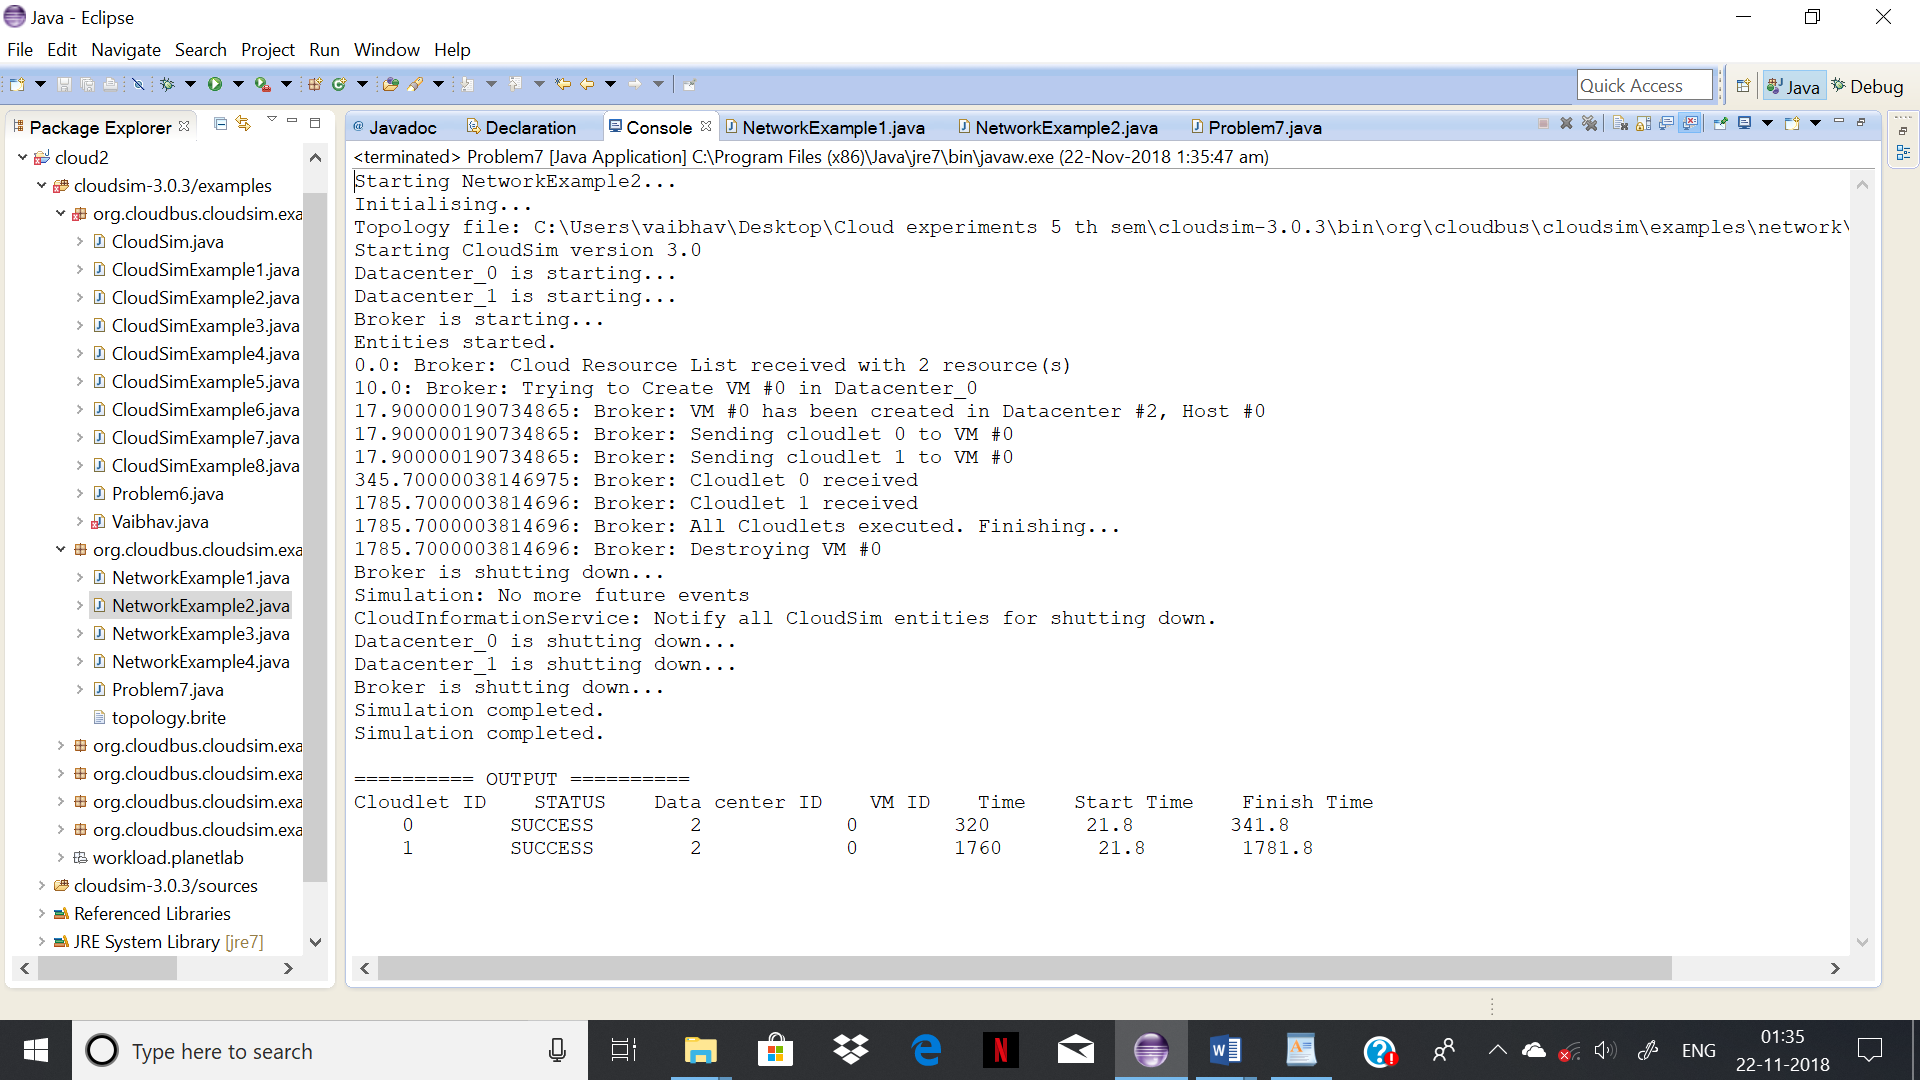 Java - Eclipse
File Edit Navigate Search Project Run Window Help
Quick Access
Java
Debug
Package Explorer
cloud2
cloudsim-3.0.3/examples
org.cloudbus.cloudsim.exa
CloudSim.java
CloudSimExample1.java
CloudSimExample2.java
CloudSimExample3.java
CloudSimExample4.java
CloudSimExample5.java
CloudSimExample6.java
CloudSimExample7.java
CloudSimExample8.java
Problem6.java
Vaibhav.java
org.cloudbus.cloudsim.exa
NetworkExample1.java
NetworkExample2.java
NetworkExample3.java
NetworkExample4.java
Problem7.java
topology.brite
org.cloudbus.cloudsim.exa
org.cloudbus.cloudsim.exa
org.cloudbus.cloudsim.exa
org.cloudbus.cloudsim.exa
workload.planetlab
cloudsim-3.0.3/sources
Referenced Libraries
JRE System Library [jre7]
@ Javadoc Declaration Console NetworkExample1.java NetworkExample2.java Problem7.java
<terminated> Problem7 [Java Application] C:\Program Files (x86)\Java\jre7\bin\javaw.exe (22-Nov-2018 1:35:47 am)
Starting NetworkExample2...
Initialising...
Topology file: C:\Users\vaibhav\Desktop\Cloud experiments 5 th sem\cloudsim-3.0.3\bin\org\cloudbus\cloudsim\examples\network\
Starting CloudSim version 3.0
Datacenter_0 is starting...
Datacenter_1 is starting...
Broker is starting...
Entities started.
0.0: Broker: Cloud Resource List received with 2 resource(s)
10.0: Broker: Trying to Create VM #0 in Datacenter_0
17.900000190734865: Broker: VM #0 has been created in Datacenter #2, Host #0
17.900000190734865: Broker: Sending cloudlet 0 to VM #0
17.900000190734865: Broker: Sending cloudlet 1 to VM #0
345.70000038146975: Broker: Cloudlet 0 received
1785.7000003814696: Broker: Cloudlet 1 received
1785.7000003814696: Broker: All Cloudlets executed. Finishing...
1785.7000003814696: Broker: Destroying VM #0
Broker is shutting down...
Simulation: No more future events
CloudInformationService: Notify all CloudSim entities for shutting down.
Datacenter_0 is shutting down...
Datacenter_1 is shutting down...
Broker is shutting down...
Simulation completed.
Simulation completed.
========== OUTPUT ==========
Cloudlet ID STATUS Data center ID VM ID Time Start Time Finish Time
0 SUCCESS 2 0 320 21.8 341.8
1 SUCCESS 2 0 1760 21.8 1781.8
Type here to search
ENG
01:35
22-11-2018